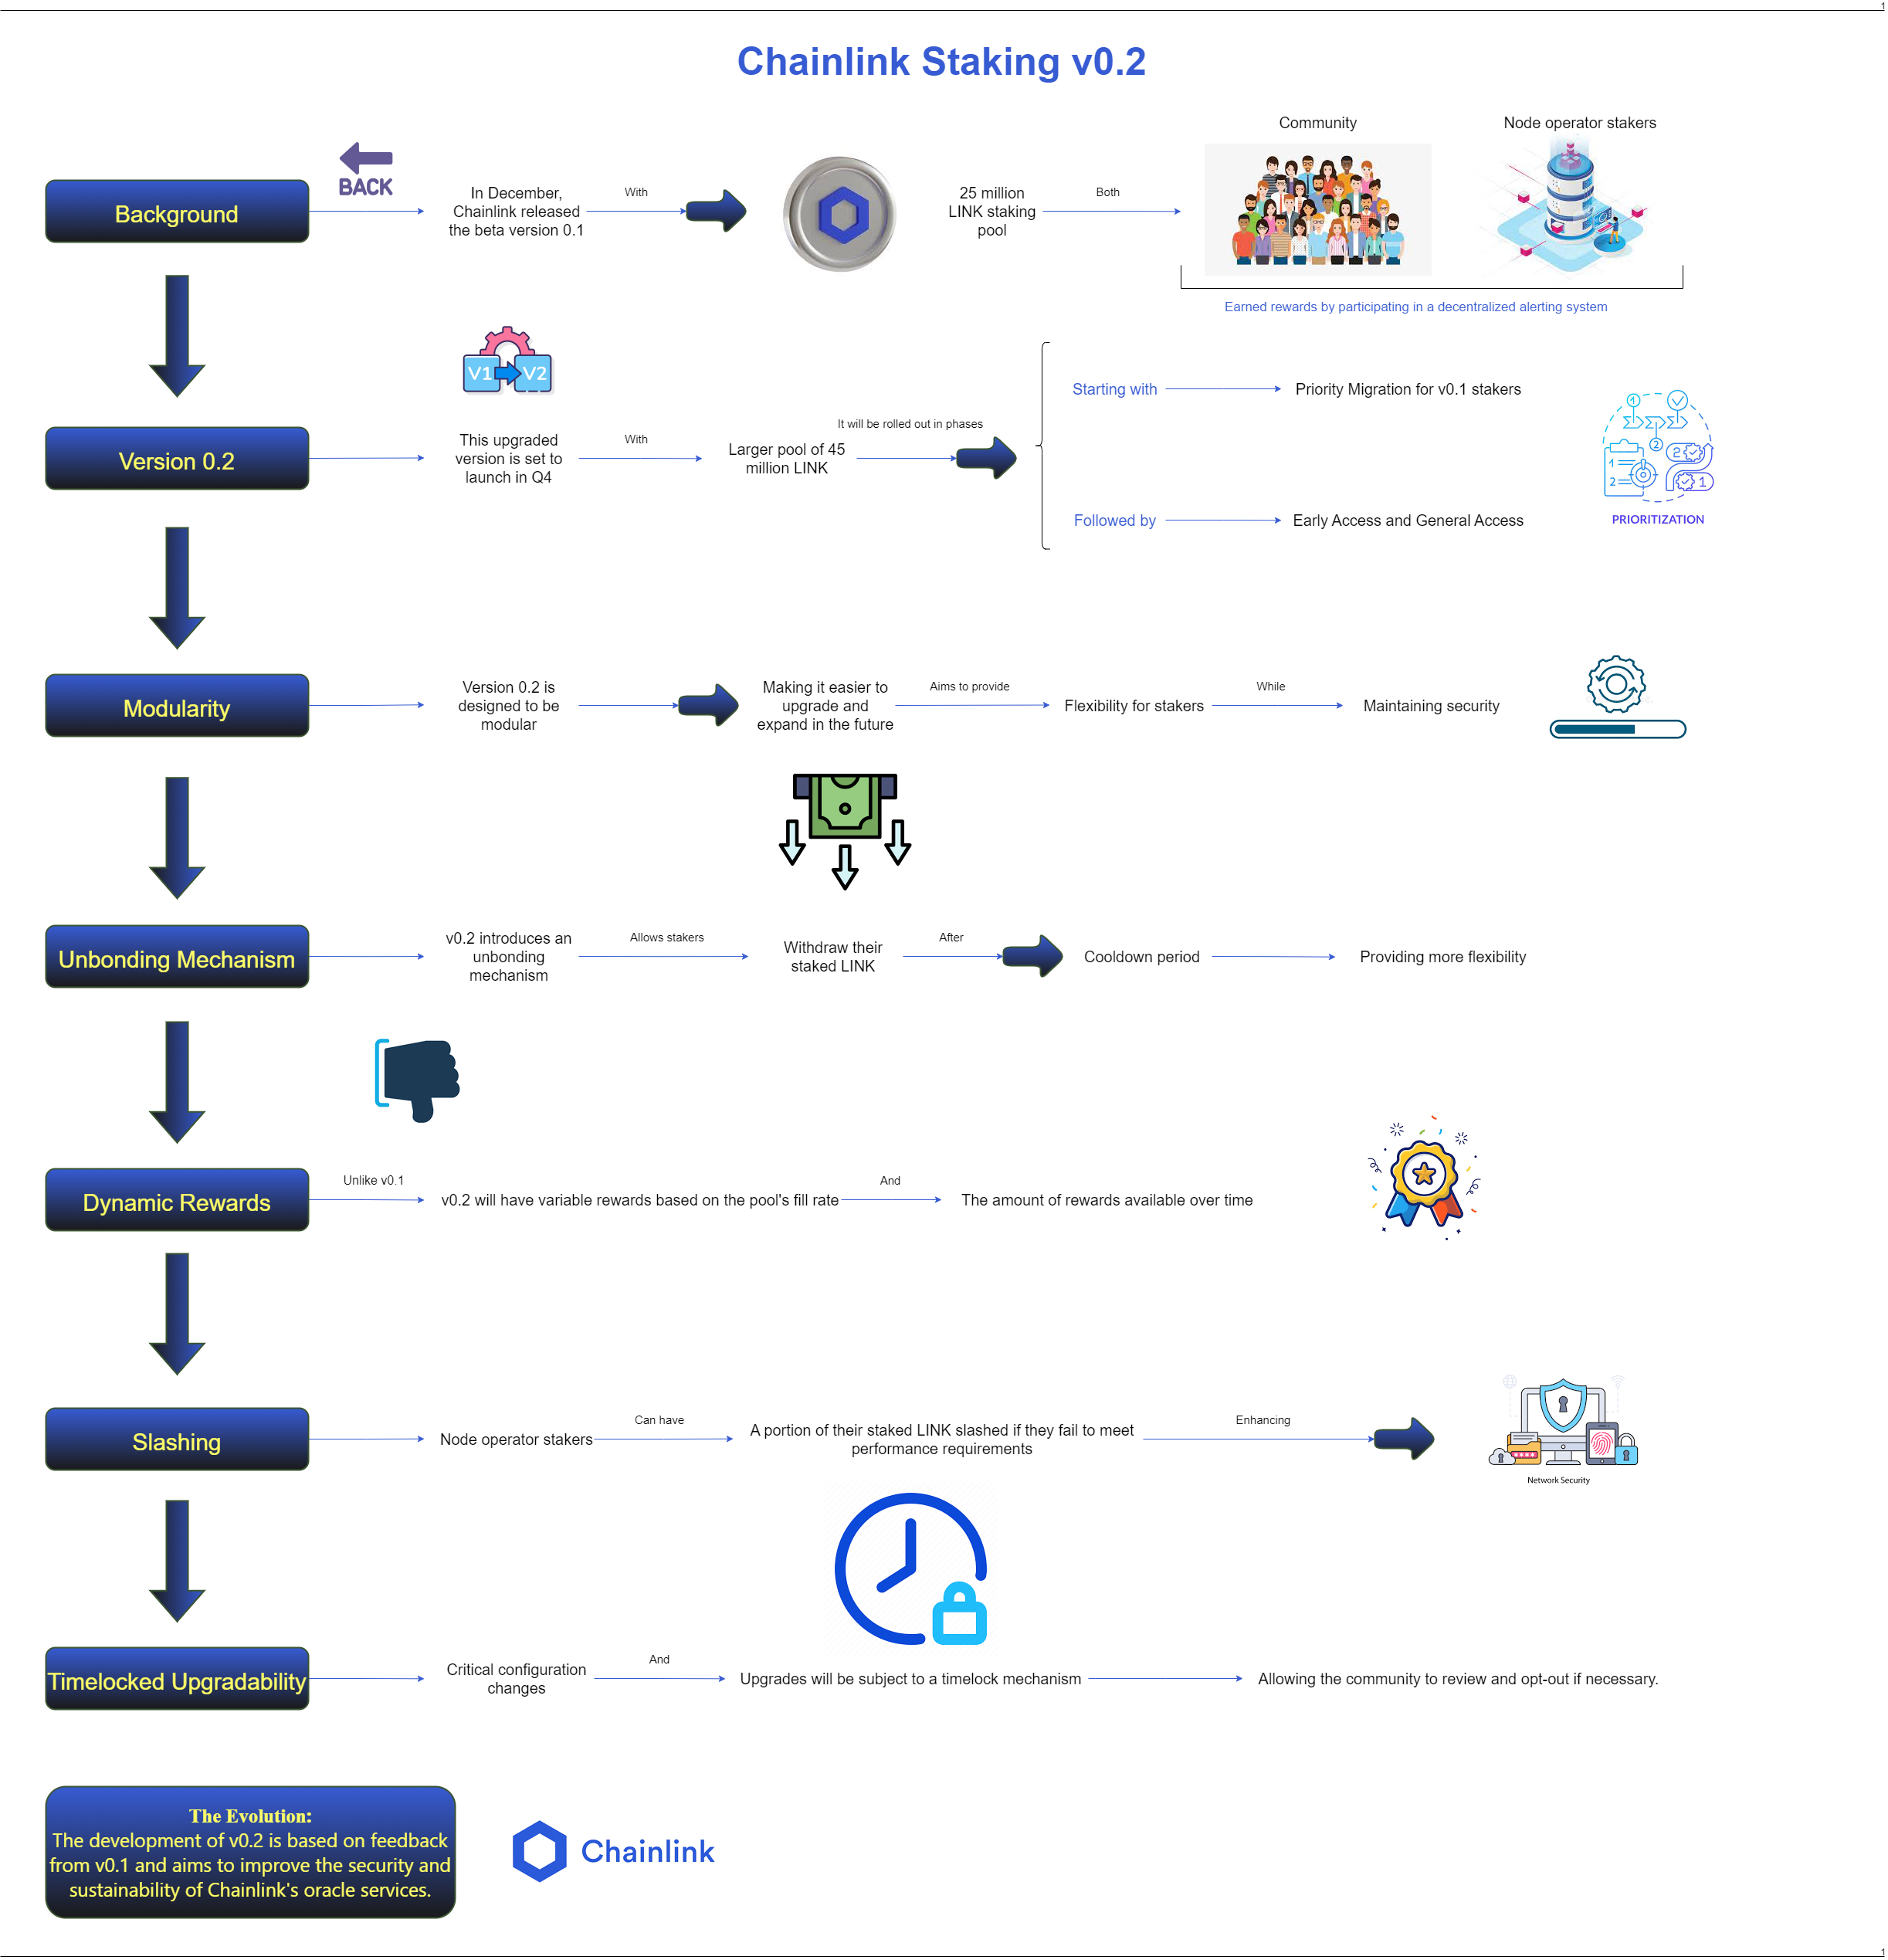 1
Chainlink Staking v0.2
Community
Node operator stakers
BACK
Background
In December,
Chainlink released
the beta version 0.1
With
25 million
LINK staking
pool
Both
Earned rewards by participating in a decentralized alerting system
V1
V2
Version 0.2
This upgraded
version is set to
launch in Q4
With
Larger pool of 45
million LINK
It will be rolled out in phases
Starting with
Priority Migration for v0.1 stakers
Followed by
Early Access and General Access
1
2
1
2
2
1
PRIORITIZATION
Modularity
Version 0.2 is
designed to be
modular
Making it easier to
upgrade and
expand in the future
Aims to provide
Flexibility for stakers
While
Maintaining security
Unbonding Mechanism
v0.2 introduces an
unbonding
mechanism
Allows stakers
Withdraw their
staked LINK
After
Cooldown period
Providing more flexibility
Dynamic Rewards
Unlike v0.1
v0.2 will have variable rewards based on the pool's fill rate
And
The amount of rewards available over time
Slashing
Node operator stakers
Can have
A portion of their staked LINK slashed if they fail to meet
performance requirements
Enhancing
Network Security
Timelocked Upgradability
Critical configuration
changes
And
Upgrades will be subject to a timelock mechanism
Allowing the community to review and opt-out if necessary.
The Evolution:
The development of v0.2 is based on feedback
from v0.1 and aims to improve the security and
sustainability of Chainlink's oracle services.
Chainlink
1